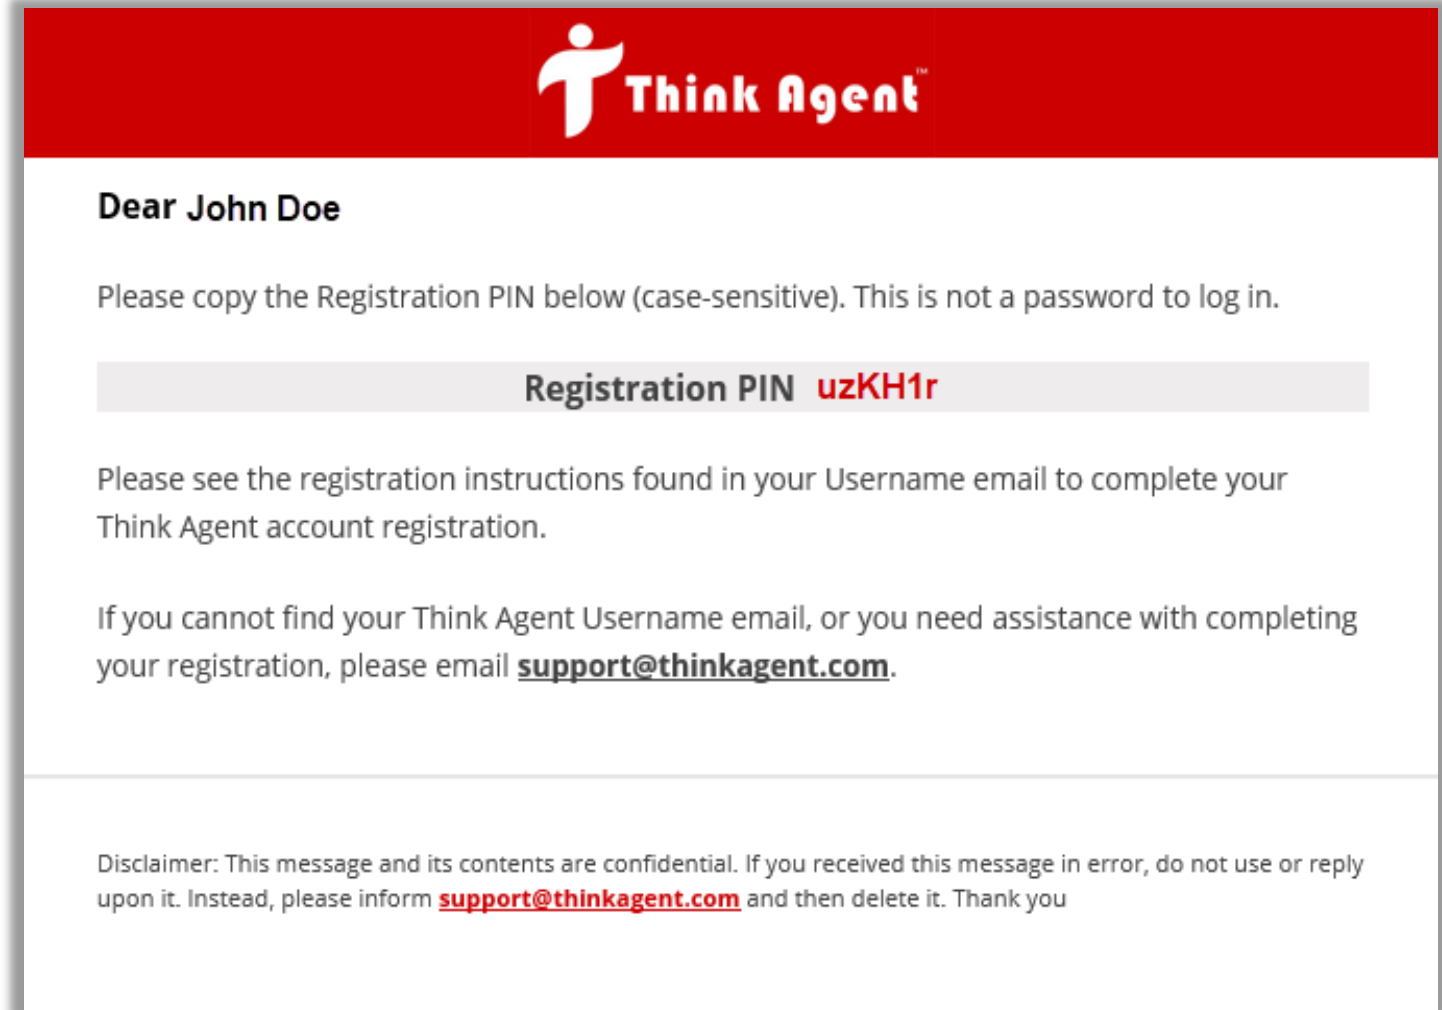 Think Agent™
Dear John Doe
Please copy the Registration PIN below (case-sensitive). This is not a password to log in.
Registration PIN uzKH1r
Please see the registration instructions found in your Username email to complete your
Think Agent account registration.
If you cannot find your Think Agent Username email, or you need assistance with completing
your registration, please email support@thinkagent.com.
Disclaimer: This message and its contents are confidential. If you received this message in error, do not use or reply
upon it. Instead, please inform support@thinkagent.com and then delete it. Thank you